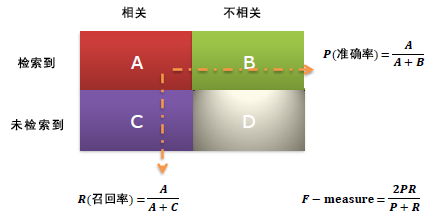 相关 不相关
检索到 A B P(准确率)=A/(A + B)
未检索到 C D
R(召回率)=A/(A + C) F − measure=2PR/(P + R)